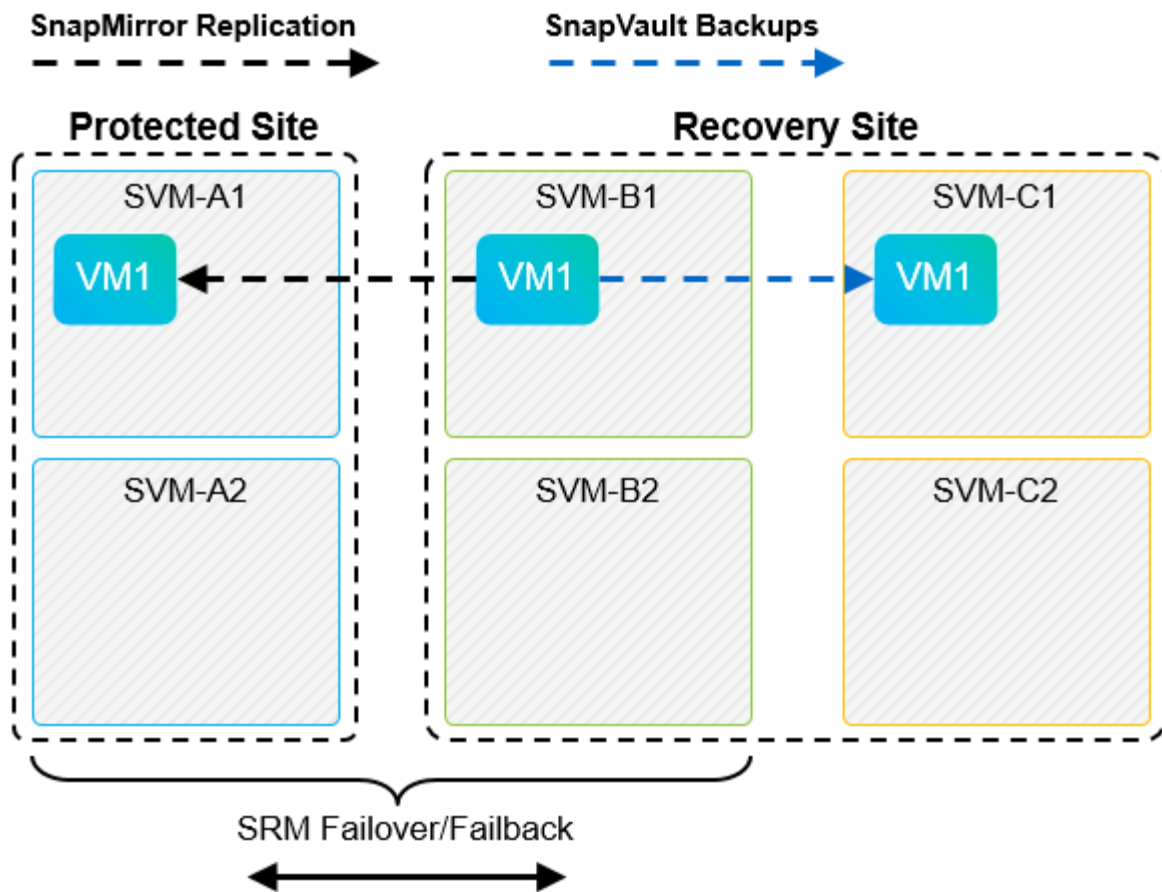 SnapMirror Replication
SnapVault Backups
Protected Site
Recovery Site
SVM-A1
SVM-B1
SVM-C1
VM1
VM1
VM1
SVM-A2
SVM-B2
SVM-C2
SRM Failover/Failback